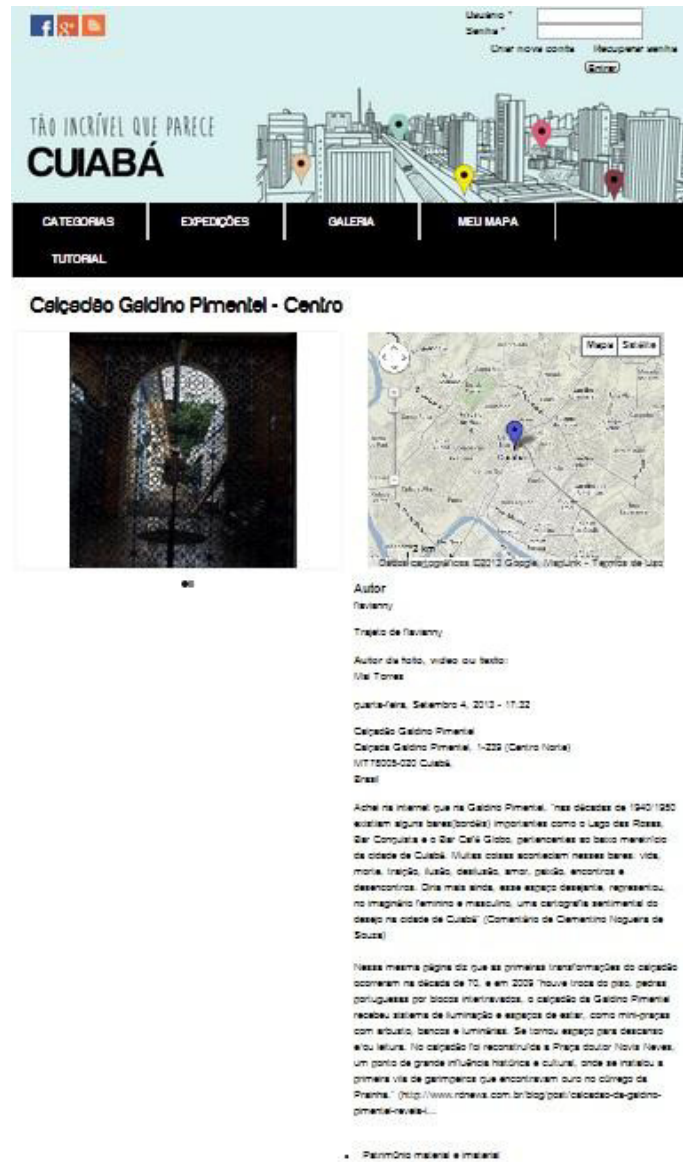 Usuário *
Senha *
Criar nova conta Recuperar senha
Entrar
TÃO INCRÍVEL QUE PARECE
CUIABÁ
CATEGORIAS EXPEDIÇÕES GALERIA MEU MAPA
TUTORIAL
Calçadão Galdino Pimentel - Centro
Mapa Satélite
2 km
Dados cartográficos ©2013 Google, MapLink - Termos de Uso
Autor
flavianny
Trajeto de flavianny
Autor da foto, vídeo ou texto:
Mai Torres
quarta-feira, Setembro 4, 2013 - 17:32
Calçadão Galdino Pimentel
Calçada Galdino Pimentel, 1-239 (Centro Norte)
MT 78005-020 Cuiabá,
Brasil
Achei na internet que na Galdino Pimentel, "nas décadas de 1940/1950
existiam alguns bares(bordéis) importantes como o Lago das Rosas,
Bar Conquista e o Bar Café Globo, pertencentes ao baixo meretrício
da cidade de Cuiabá. Muitas coisas aconteciam nesses bares: vida,
morte, traição, ilusão, desilusão, amor, paixão, encontros e
desencontros. Diria mais ainda, esse espaço desejante, representou,
no imaginário feminino e masculino, uma cartografia sentimental do
desejo na cidade de Cuiabá" (Comentário de Clementino Nogueira de
Souza)
Nessa mesma página diz que as primeiras transformações do calçadão
ocorreram na década de 70, e em 2009 "houve troca do piso, pedras
portuguesas por blocos intertravados, o calçadão da Galdino Pimentel
recebeu sistema de iluminação e espaços de estar, como mini-praças
com arbusto, bancos e luminárias. Se tornou espaço para descanso
e/ou leitura. No calçadão foi reconstruída a Praça doutor Novis Neves,
um ponto de grande influência histórica e cultural, onde se instalou a
primeira vila de garimpeiros que encontravam ouro no córrego da
Prainha." (http://www.rdnews.com.br/blog/post/calcadao-da-galdino-
pimentel-revela-i...
Patrimônio material e imaterial